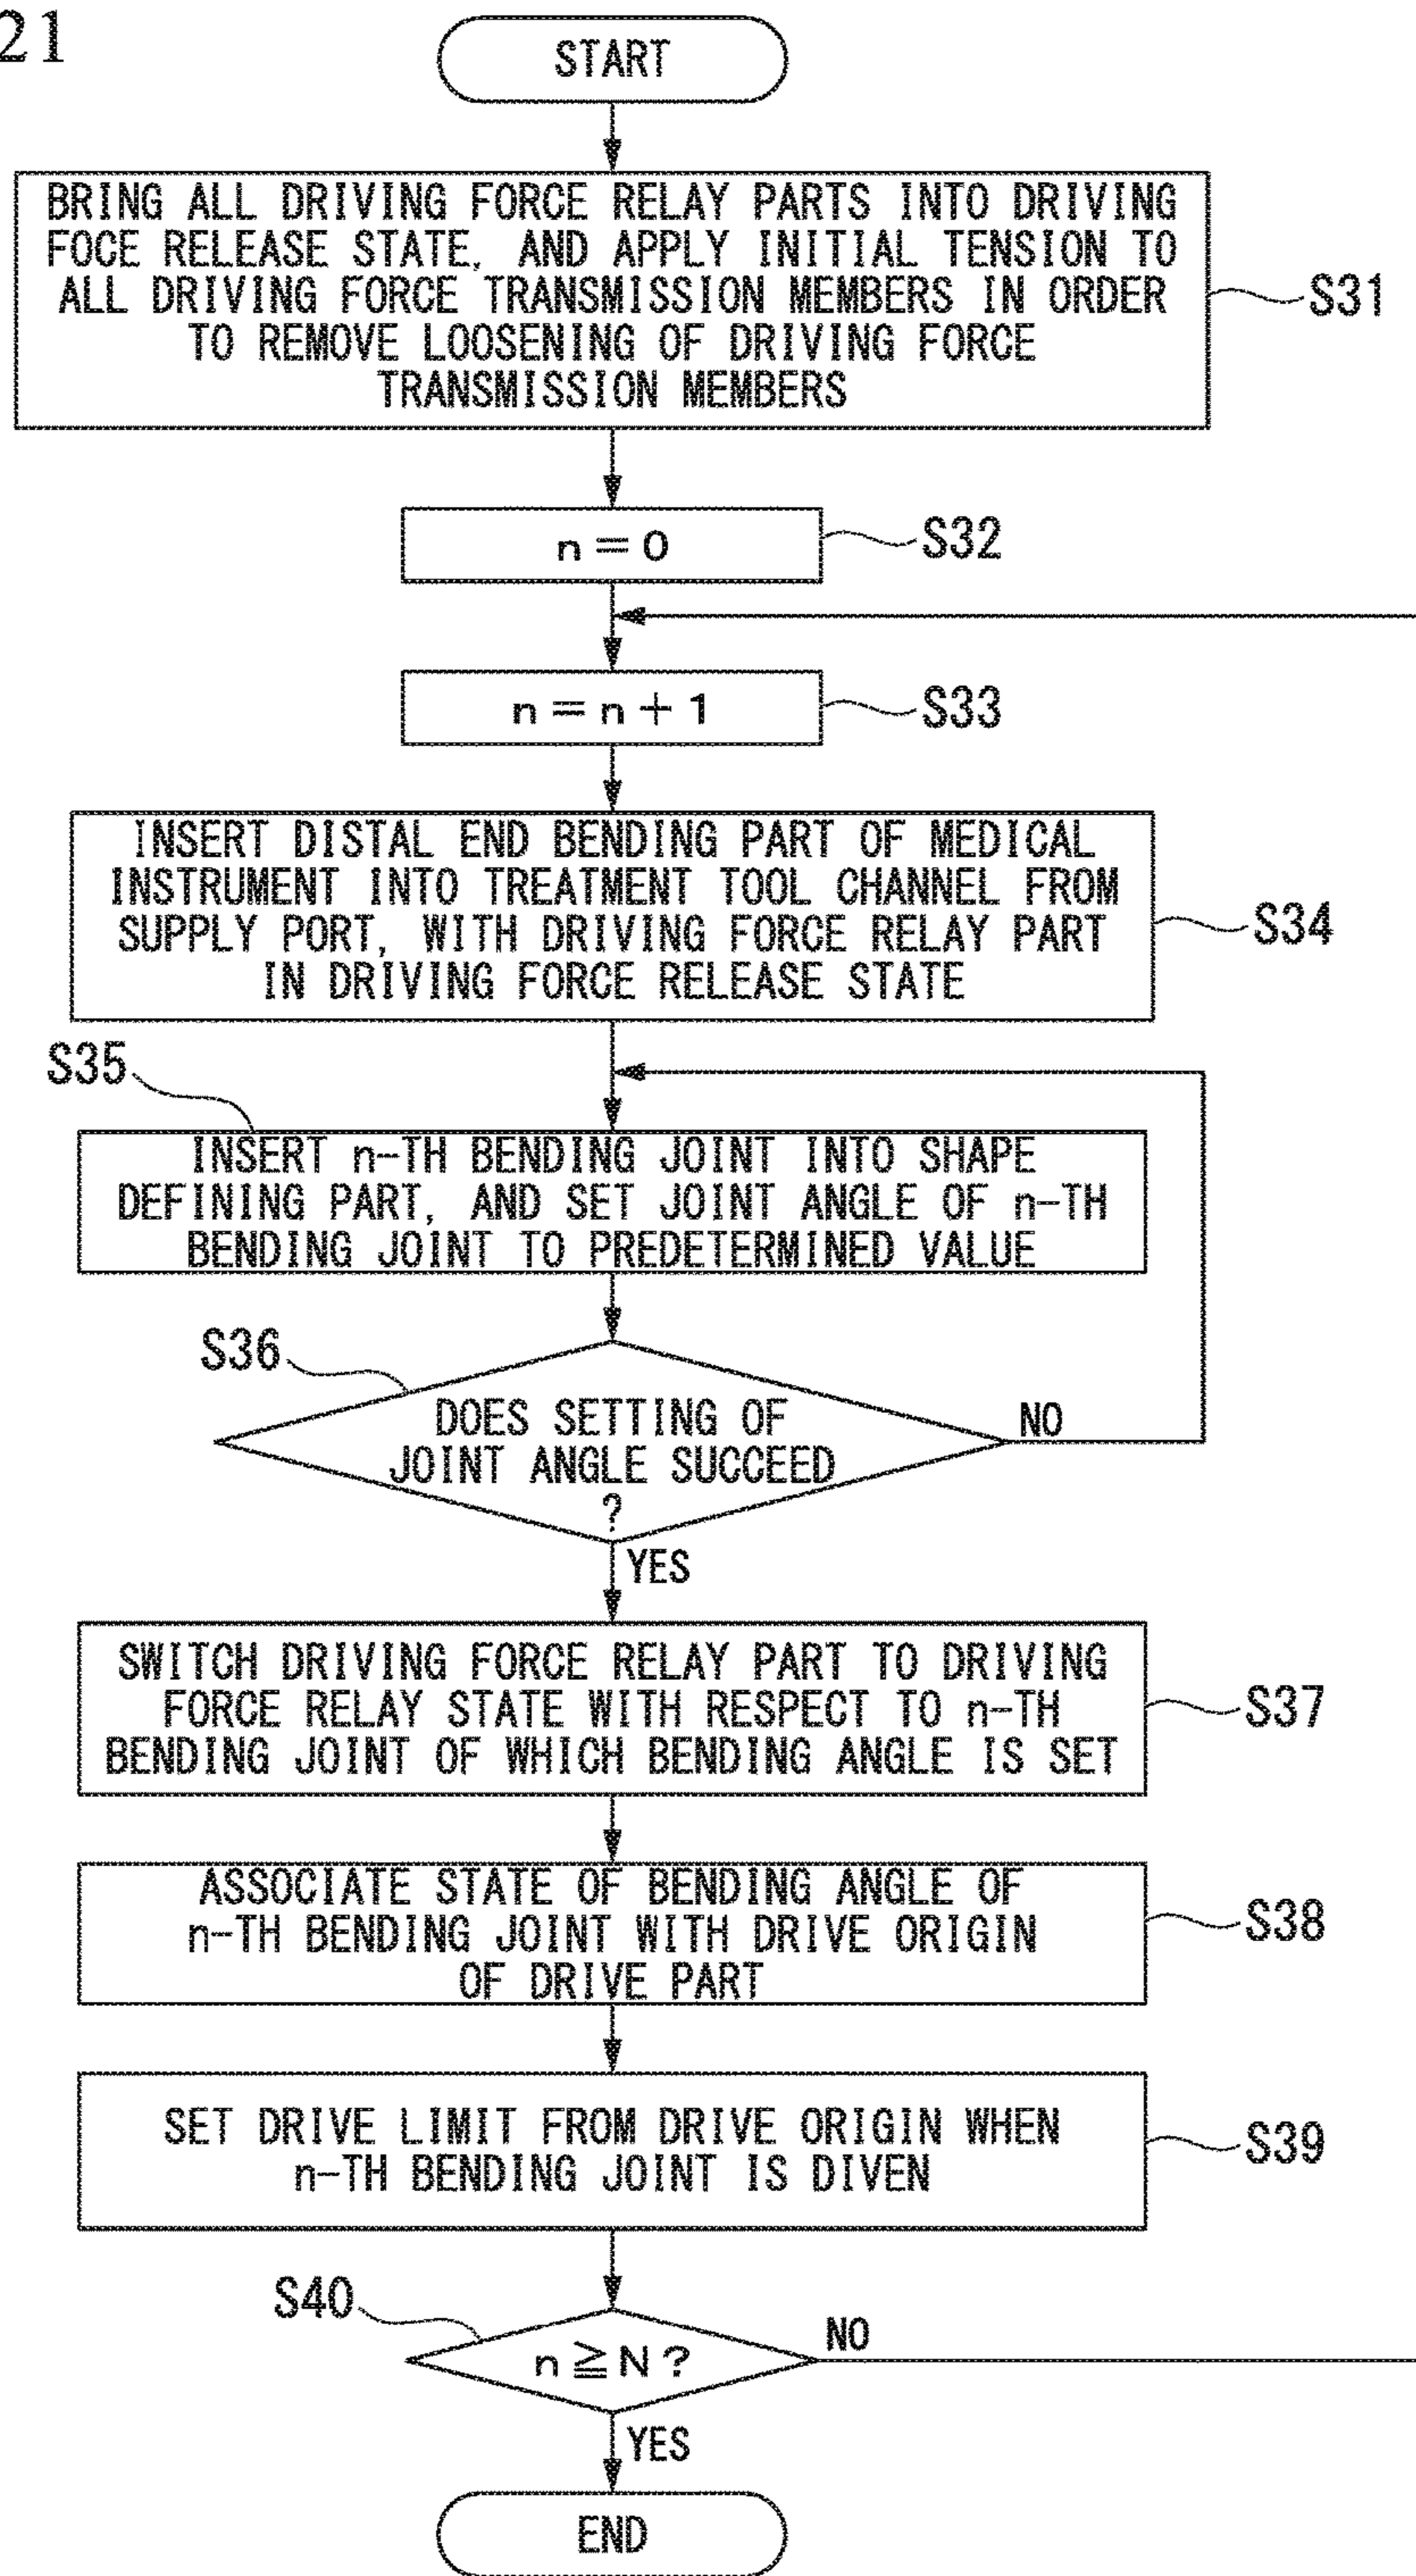 21
START
BRING ALL DRIVING FORCE RELAY PARTS INTO DRIVING
FOCE RELEASE STATE, AND APPLY INITIAL TENSION TO
ALL DRIVING FORCE TRANSMISSION MEMBERS IN ORDER
TO REMOVE LOOSENING OF DRIVING FORCE
TRANSMISSION MEMBERS
S31
n=0
S32
n=n+1
S33
INSERT DISTAL END BENDING PART OF MEDICAL
INSTRUMENT INTO TREATMENT TOOL CHANNEL FROM
SUPPLY PORT, WITH DRIVING FORCE RELAY PART
IN DRIVING FORCE RELEASE STATE
S34
S35
INSERT n-TH BENDING JOINT INTO SHAPE
DEFINING PART, AND SET JOINT ANGLE OF n-TH
BENDING JOINT TO PREDETERMINED VALUE
S36
DOES SETTING OF
JOINT ANGLE SUCCEED
?
NO
YES
SWITCH DRIVING FORCE RELAY PART TO DRIVING
FORCE RELAY STATE WITH RESPECT TO n-TH
BENDING JOINT OF WHICH BENDING ANGLE IS SET
S37
ASSOCIATE STATE OF BENDING ANGLE OF
n-TH BENDING JOINT WITH DRIVE ORIGIN
OF DRIVE PART
S38
SET DRIVE LIMIT FROM DRIVE ORIGIN WHEN
n-TH BENDING JOINT IS DIVEN
S39
S40
n≧N?
NO
YES
END